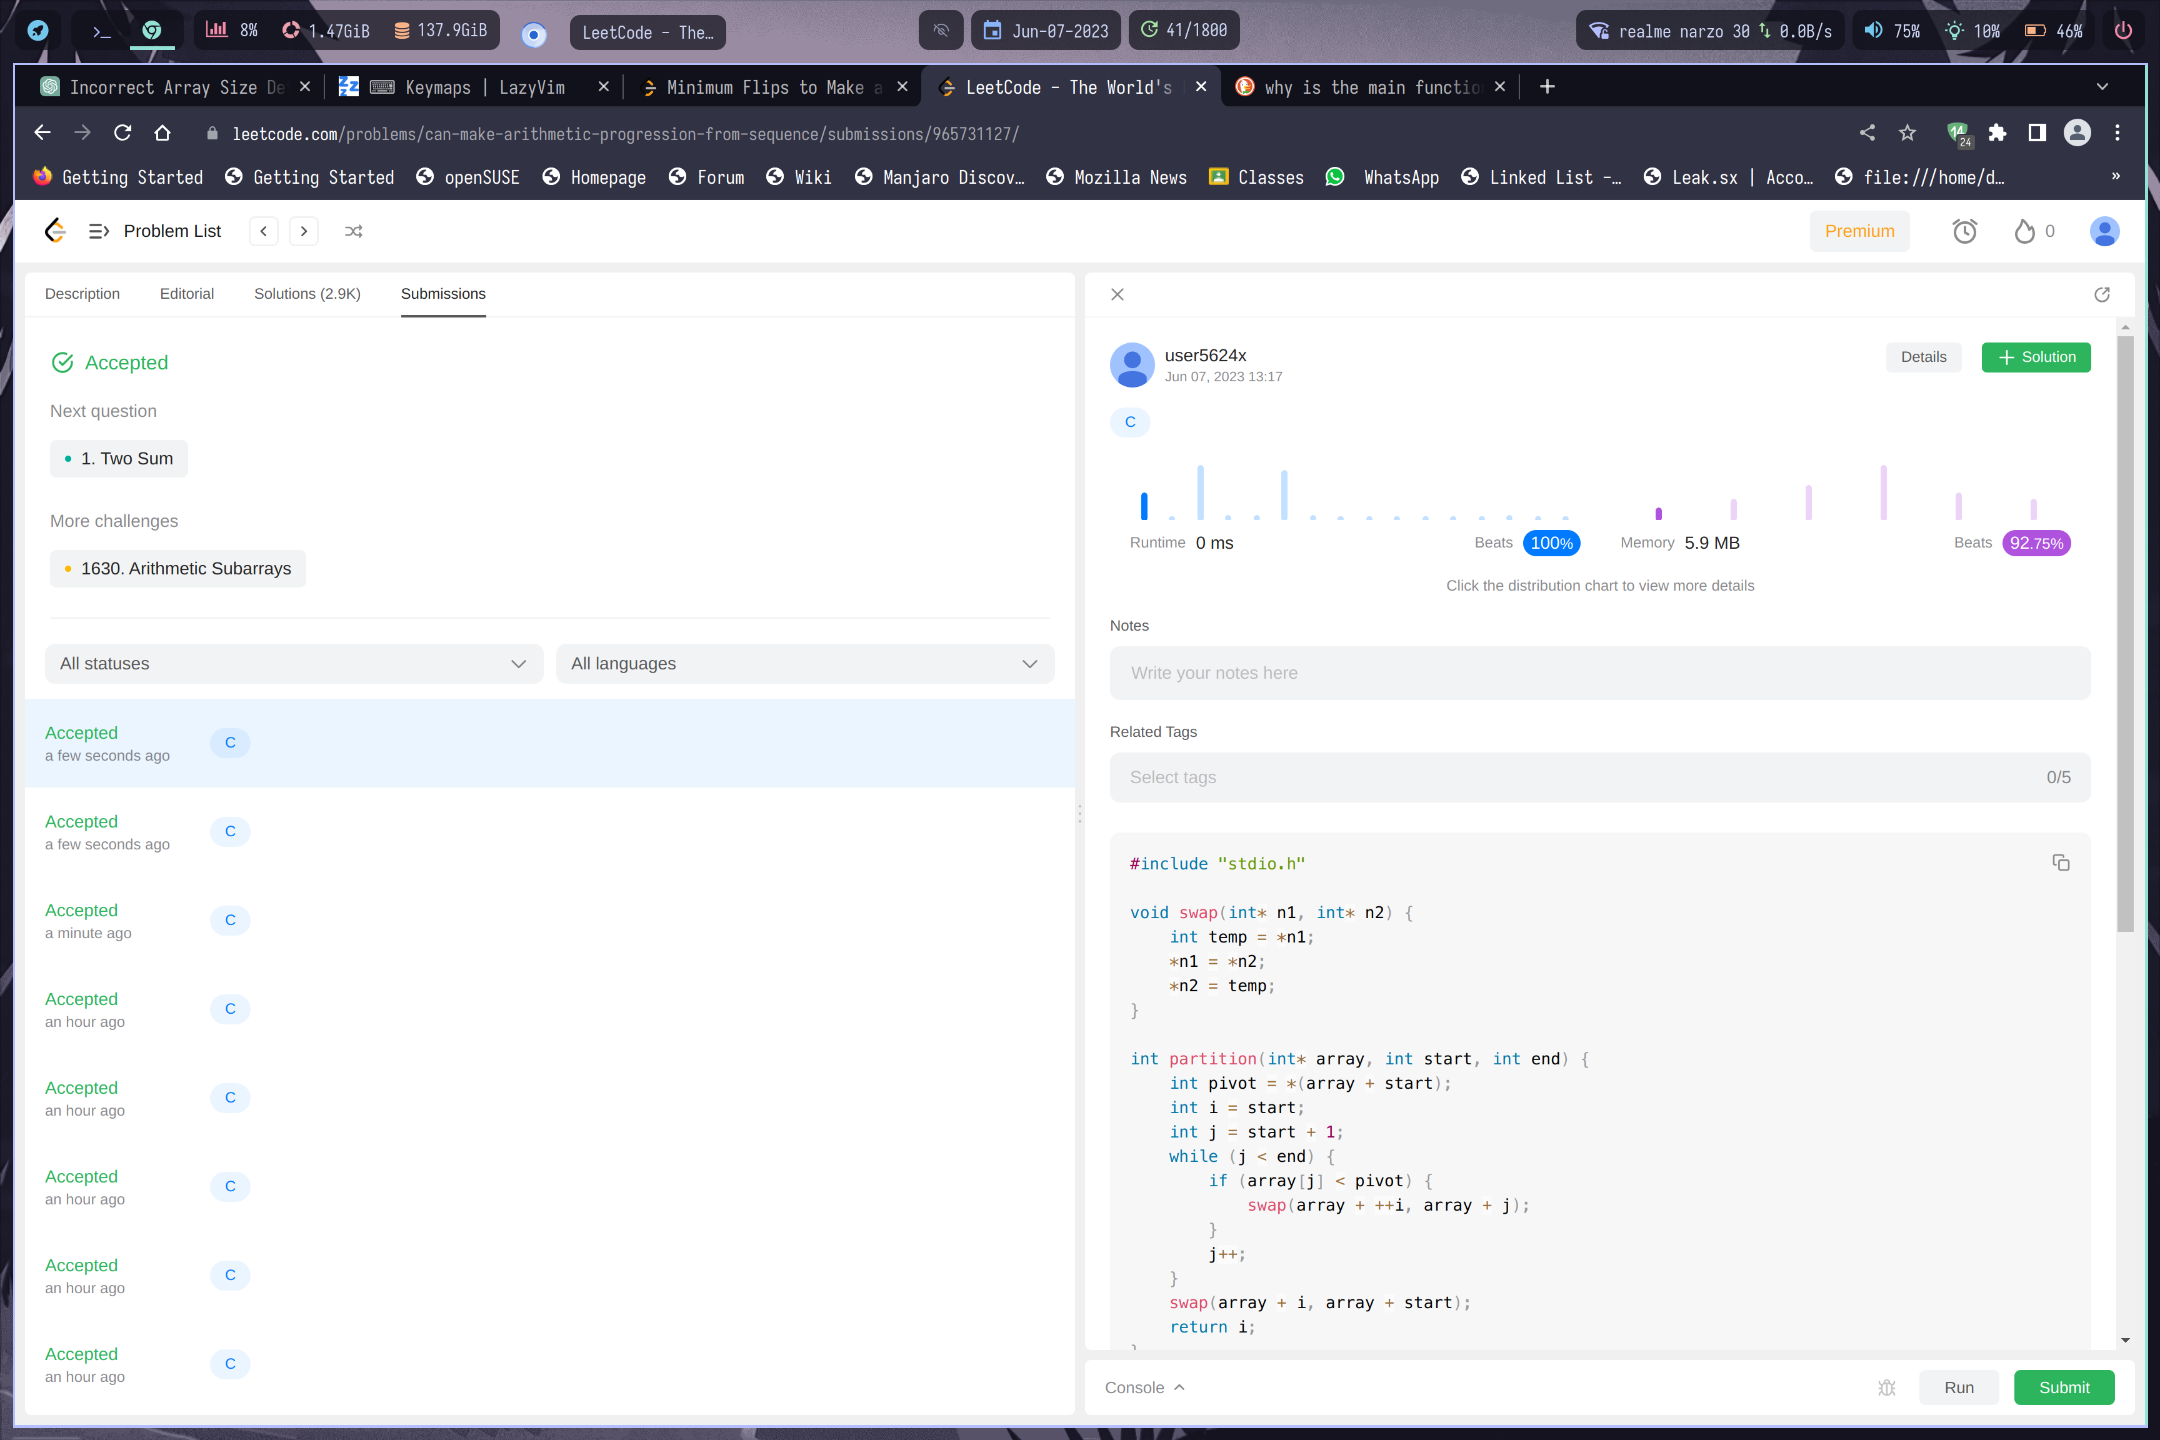 8%
1.47GiB
137.9GiB
LeetCode - The…
Jun-07-2023
41/1800
realme narzo 30
0.0B/s
75%
10%
46%
Incorrect Array Size De
Keymaps | LazyVim
Minimum Flips to Make a
LeetCode - The World's
why is the main functio
leetcode.com/problems/can-make-arithmetic-progression-from-sequence/submissions/965731127/
24
Getting Started
Getting Started
openSUSE
Homepage
Forum
Wiki
Manjaro Discov…
Mozilla News
Classes
WhatsApp
Linked List -…
Leak.sx | Acco…
file:///home/d…
»
Problem List
Premium
0
Description
Editorial
Solutions (2.9K)
Submissions
Accepted
Next question
1. Two Sum
More challenges
1630. Arithmetic Subarrays
All statuses
All languages
Accepted
a few seconds ago
C
Accepted
a few seconds ago
C
Accepted
a minute ago
C
Accepted
an hour ago
C
Accepted
an hour ago
C
Accepted
an hour ago
C
Accepted
an hour ago
C
Accepted
an hour ago
C
user5624x
Jun 07, 2023 13:17
Details
Solution
C
Runtime 0 ms
Beats 100%
Memory 5.9 MB
Beats 92.75%
Click the distribution chart to view more details
Notes
Write your notes here
Related Tags
Select tags
0/5
#include "stdio.h"
void swap(int* n1, int* n2) {
int temp = *n1;
*n1 = *n2;
*n2 = temp;
}
int partition(int* array, int start, int end) {
int pivot = *(array + start);
int i = start;
int j = start + 1;
while (j < end) {
if (array[j] < pivot) {
swap(array + ++i, array + j);
}
j++;
}
swap(array + i, array + start);
return i;
Console
Run
Submit